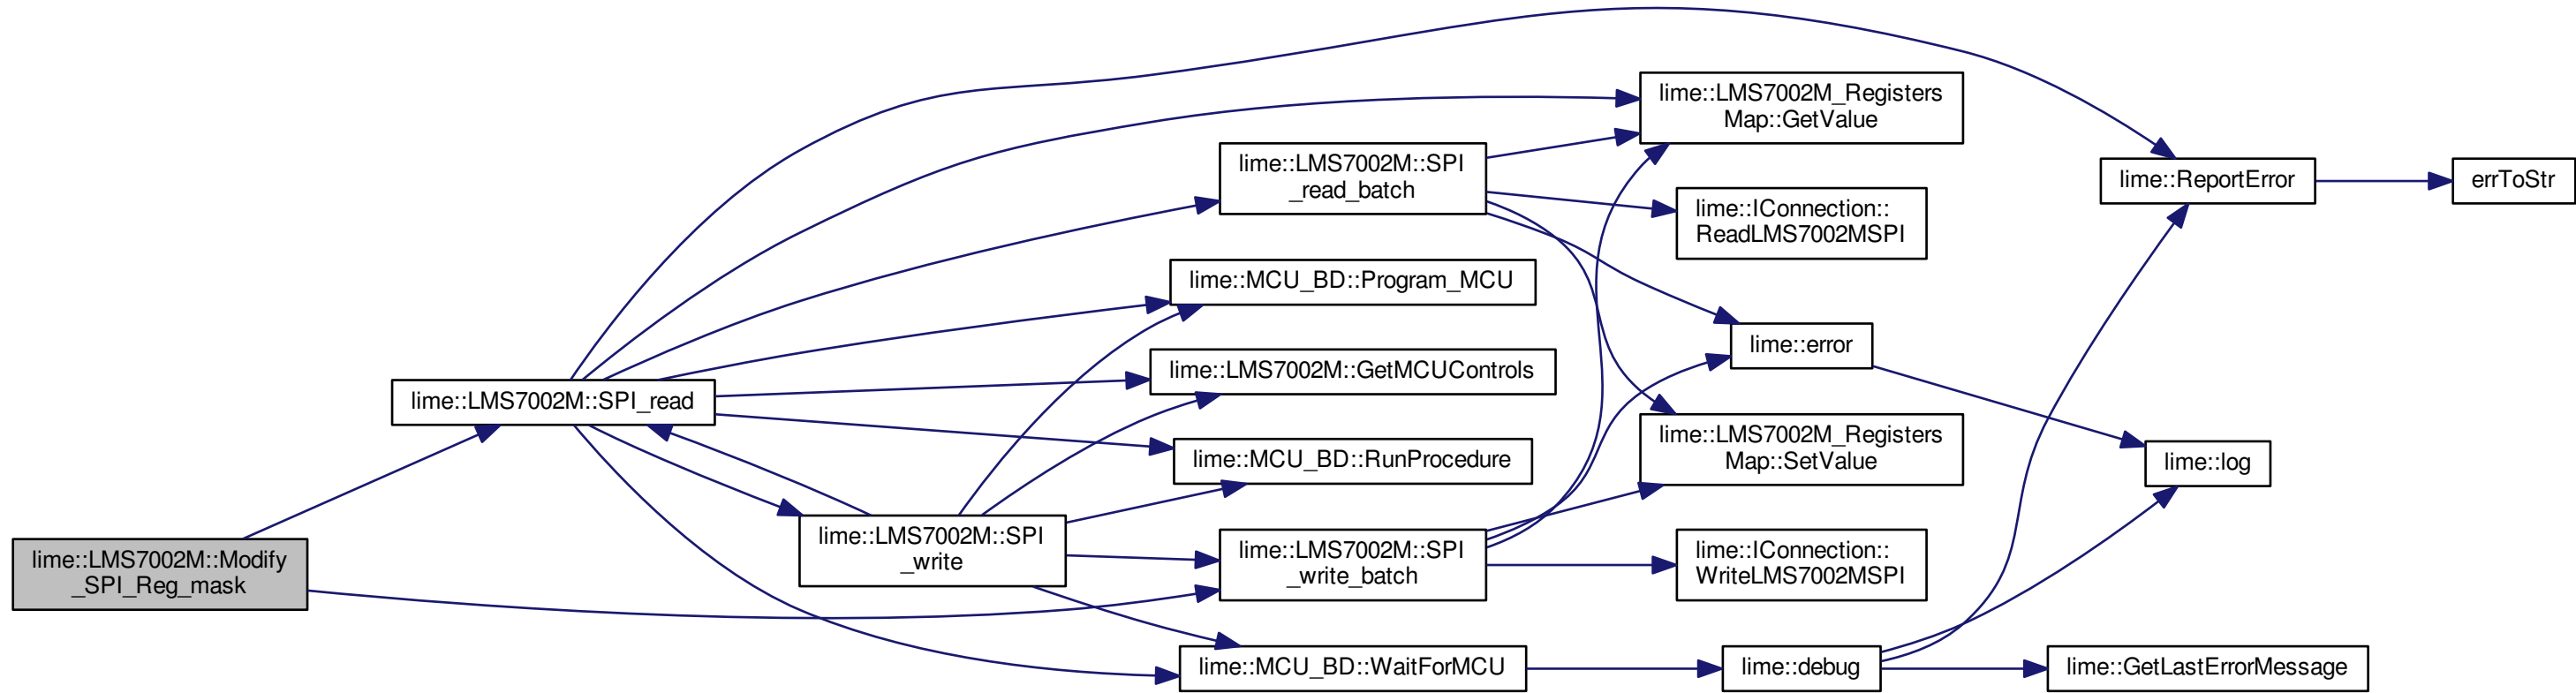 lime::LMS7002M::Modify
_SPI_Reg_mask
lime::LMS7002M::SPI_read
lime::LMS7002M::SPI
_write
lime::LMS7002M::SPI
_read_batch
lime::MCU_BD::Program_MCU
lime::LMS7002M::GetMCUControls
lime::MCU_BD::RunProcedure
lime::LMS7002M::SPI
_write_batch
lime::MCU_BD::WaitForMCU
lime::LMS7002M_Registers
Map::GetValue
lime::IConnection::
ReadLMS7002MSPI
lime::error
lime::LMS7002M_Registers
Map::SetValue
lime::IConnection::
WriteLMS7002MSPI
lime::debug
lime::ReportError
lime::log
lime::GetLastErrorMessage
errToStr